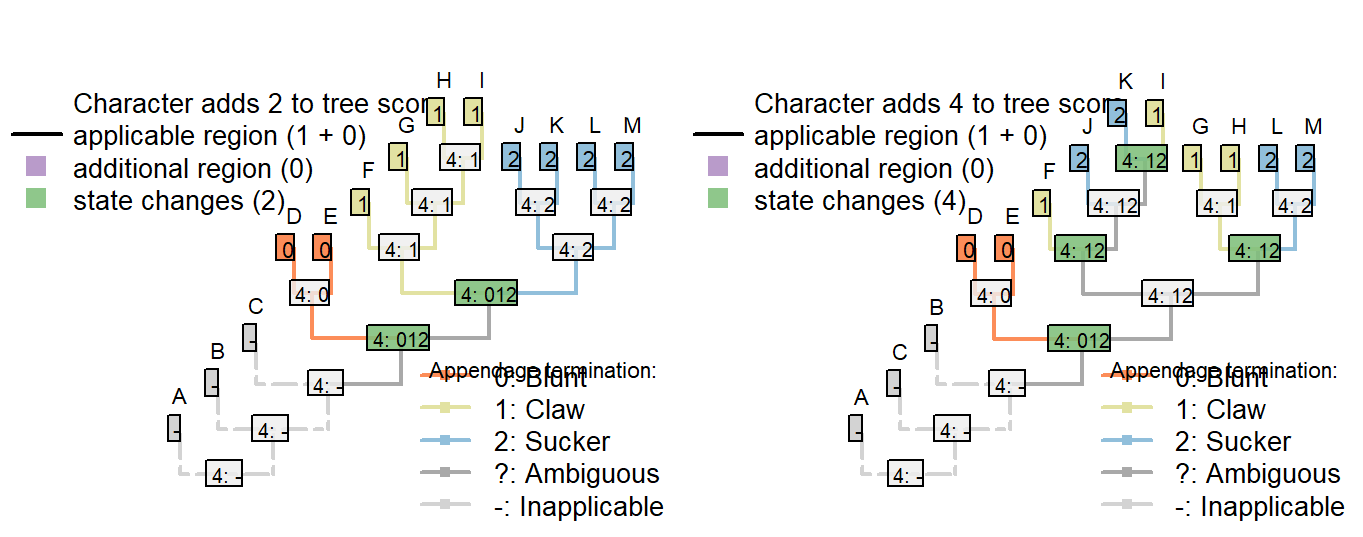 H I
Character adds 2 to tree score
1 1
G
applicable region (1 + 0)
J K L M
1 4: 1 2 2 2 2
additional region (0)
F
state changes (2)
1 4: 1 4: 2 4: 2
D E
0 0 4: 1 4: 2
4: 0 4: 012
C
- 4: 012
B
- 4: -
A
- 4: -
4: -
Appendage termination:
0: Blunt
1: Claw
2: Sucker
?: Ambiguous
-: Inapplicable
K I
Character adds 4 to tree score
2 1
J G H L M
applicable region (1 + 0)
2 4: 12 1 1 2 2
additional region (0)
F
state changes (4)
1 4: 12 4: 1 4: 2
D E
0 0 4: 12 4: 12
4: 0 4: 12
B
- 4: 012
C
- 4: -
A
- 4: -
4: -
Appendage termination:
0: Blunt
1: Claw
2: Sucker
?: Ambiguous
-: Inapplicable